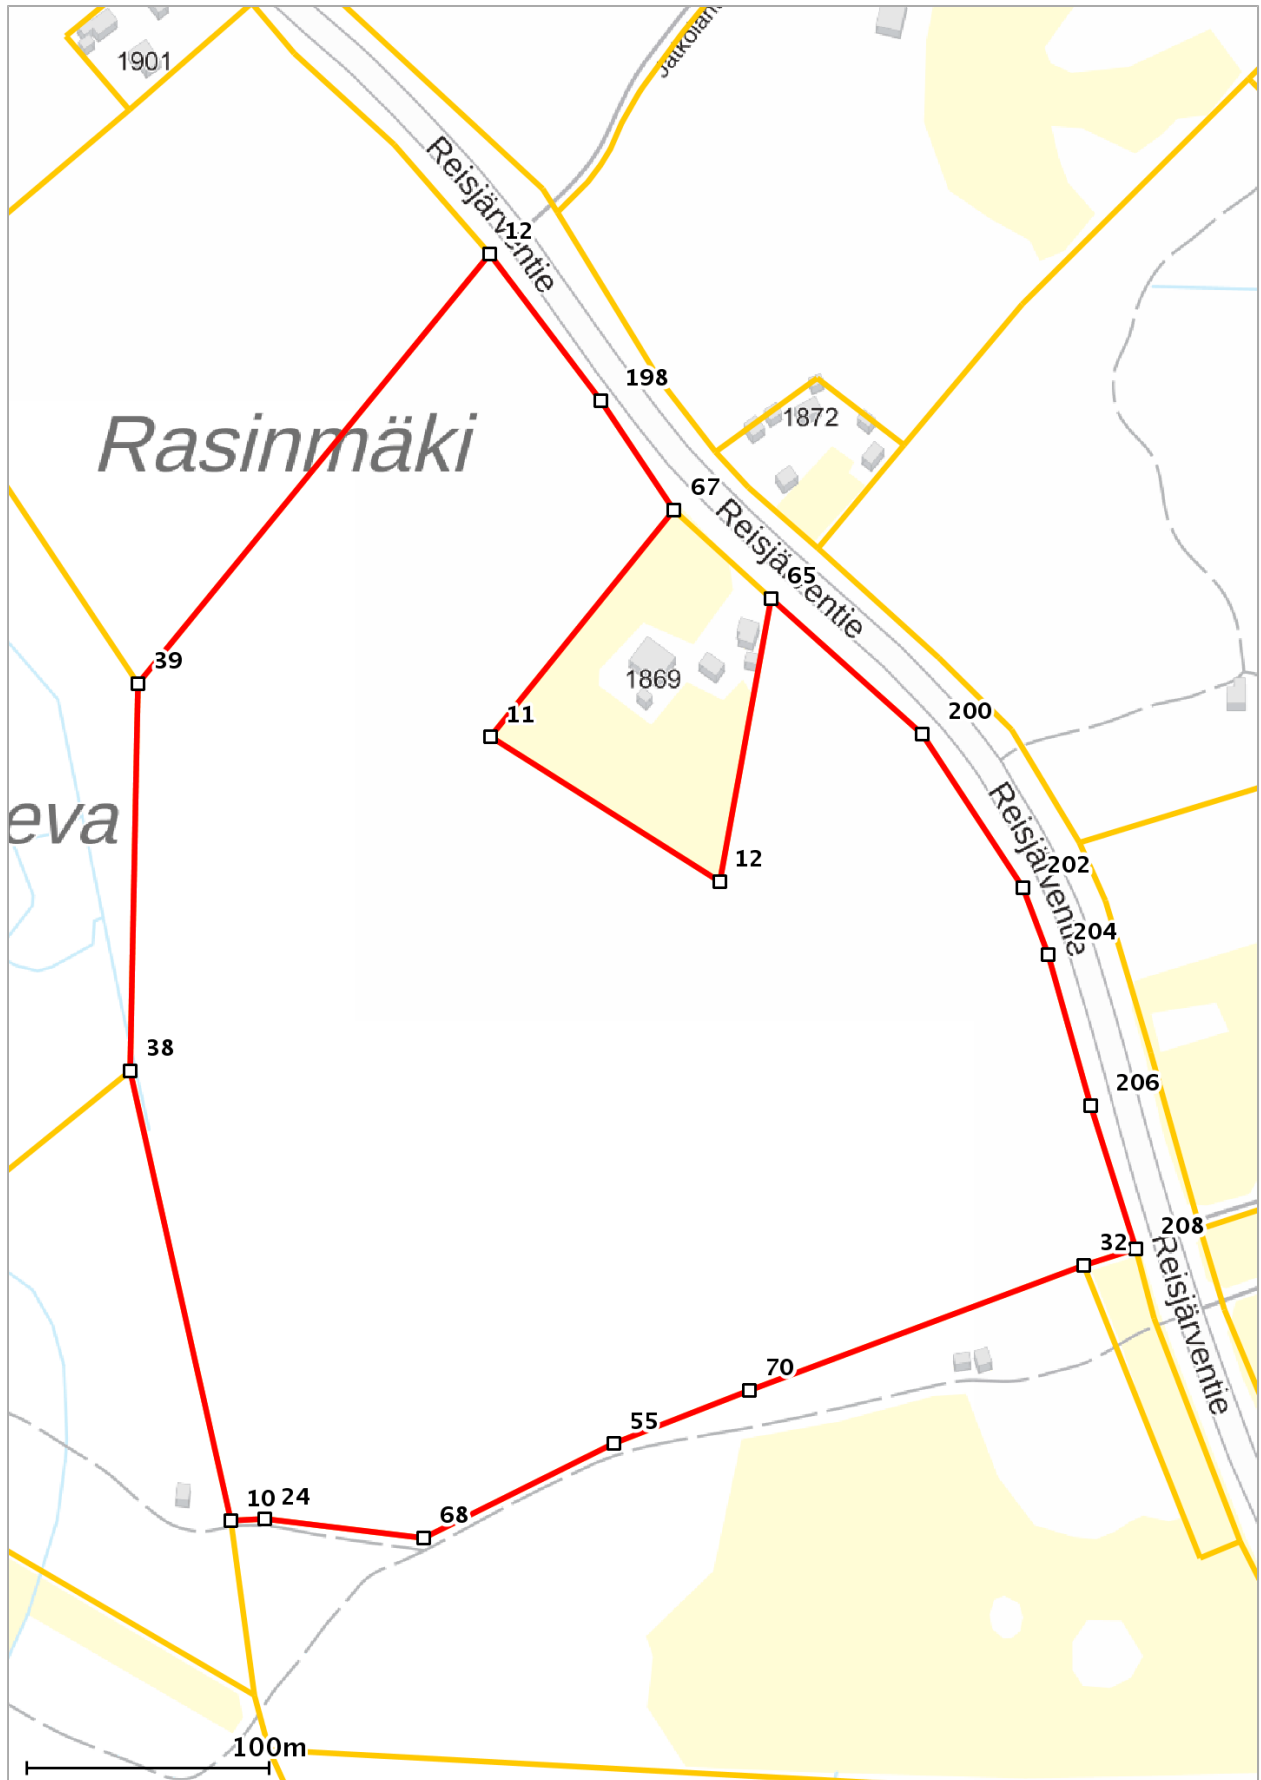 1901
Jatkolan
Reisjärventie
12
198
1872
Rasinmäki
67
Reisjärventie
65
39
1869
11
200
eva
Reisjärventie
12
202
204
38
206
208
32
Reisjärventie
70
55
10
24
68
100m